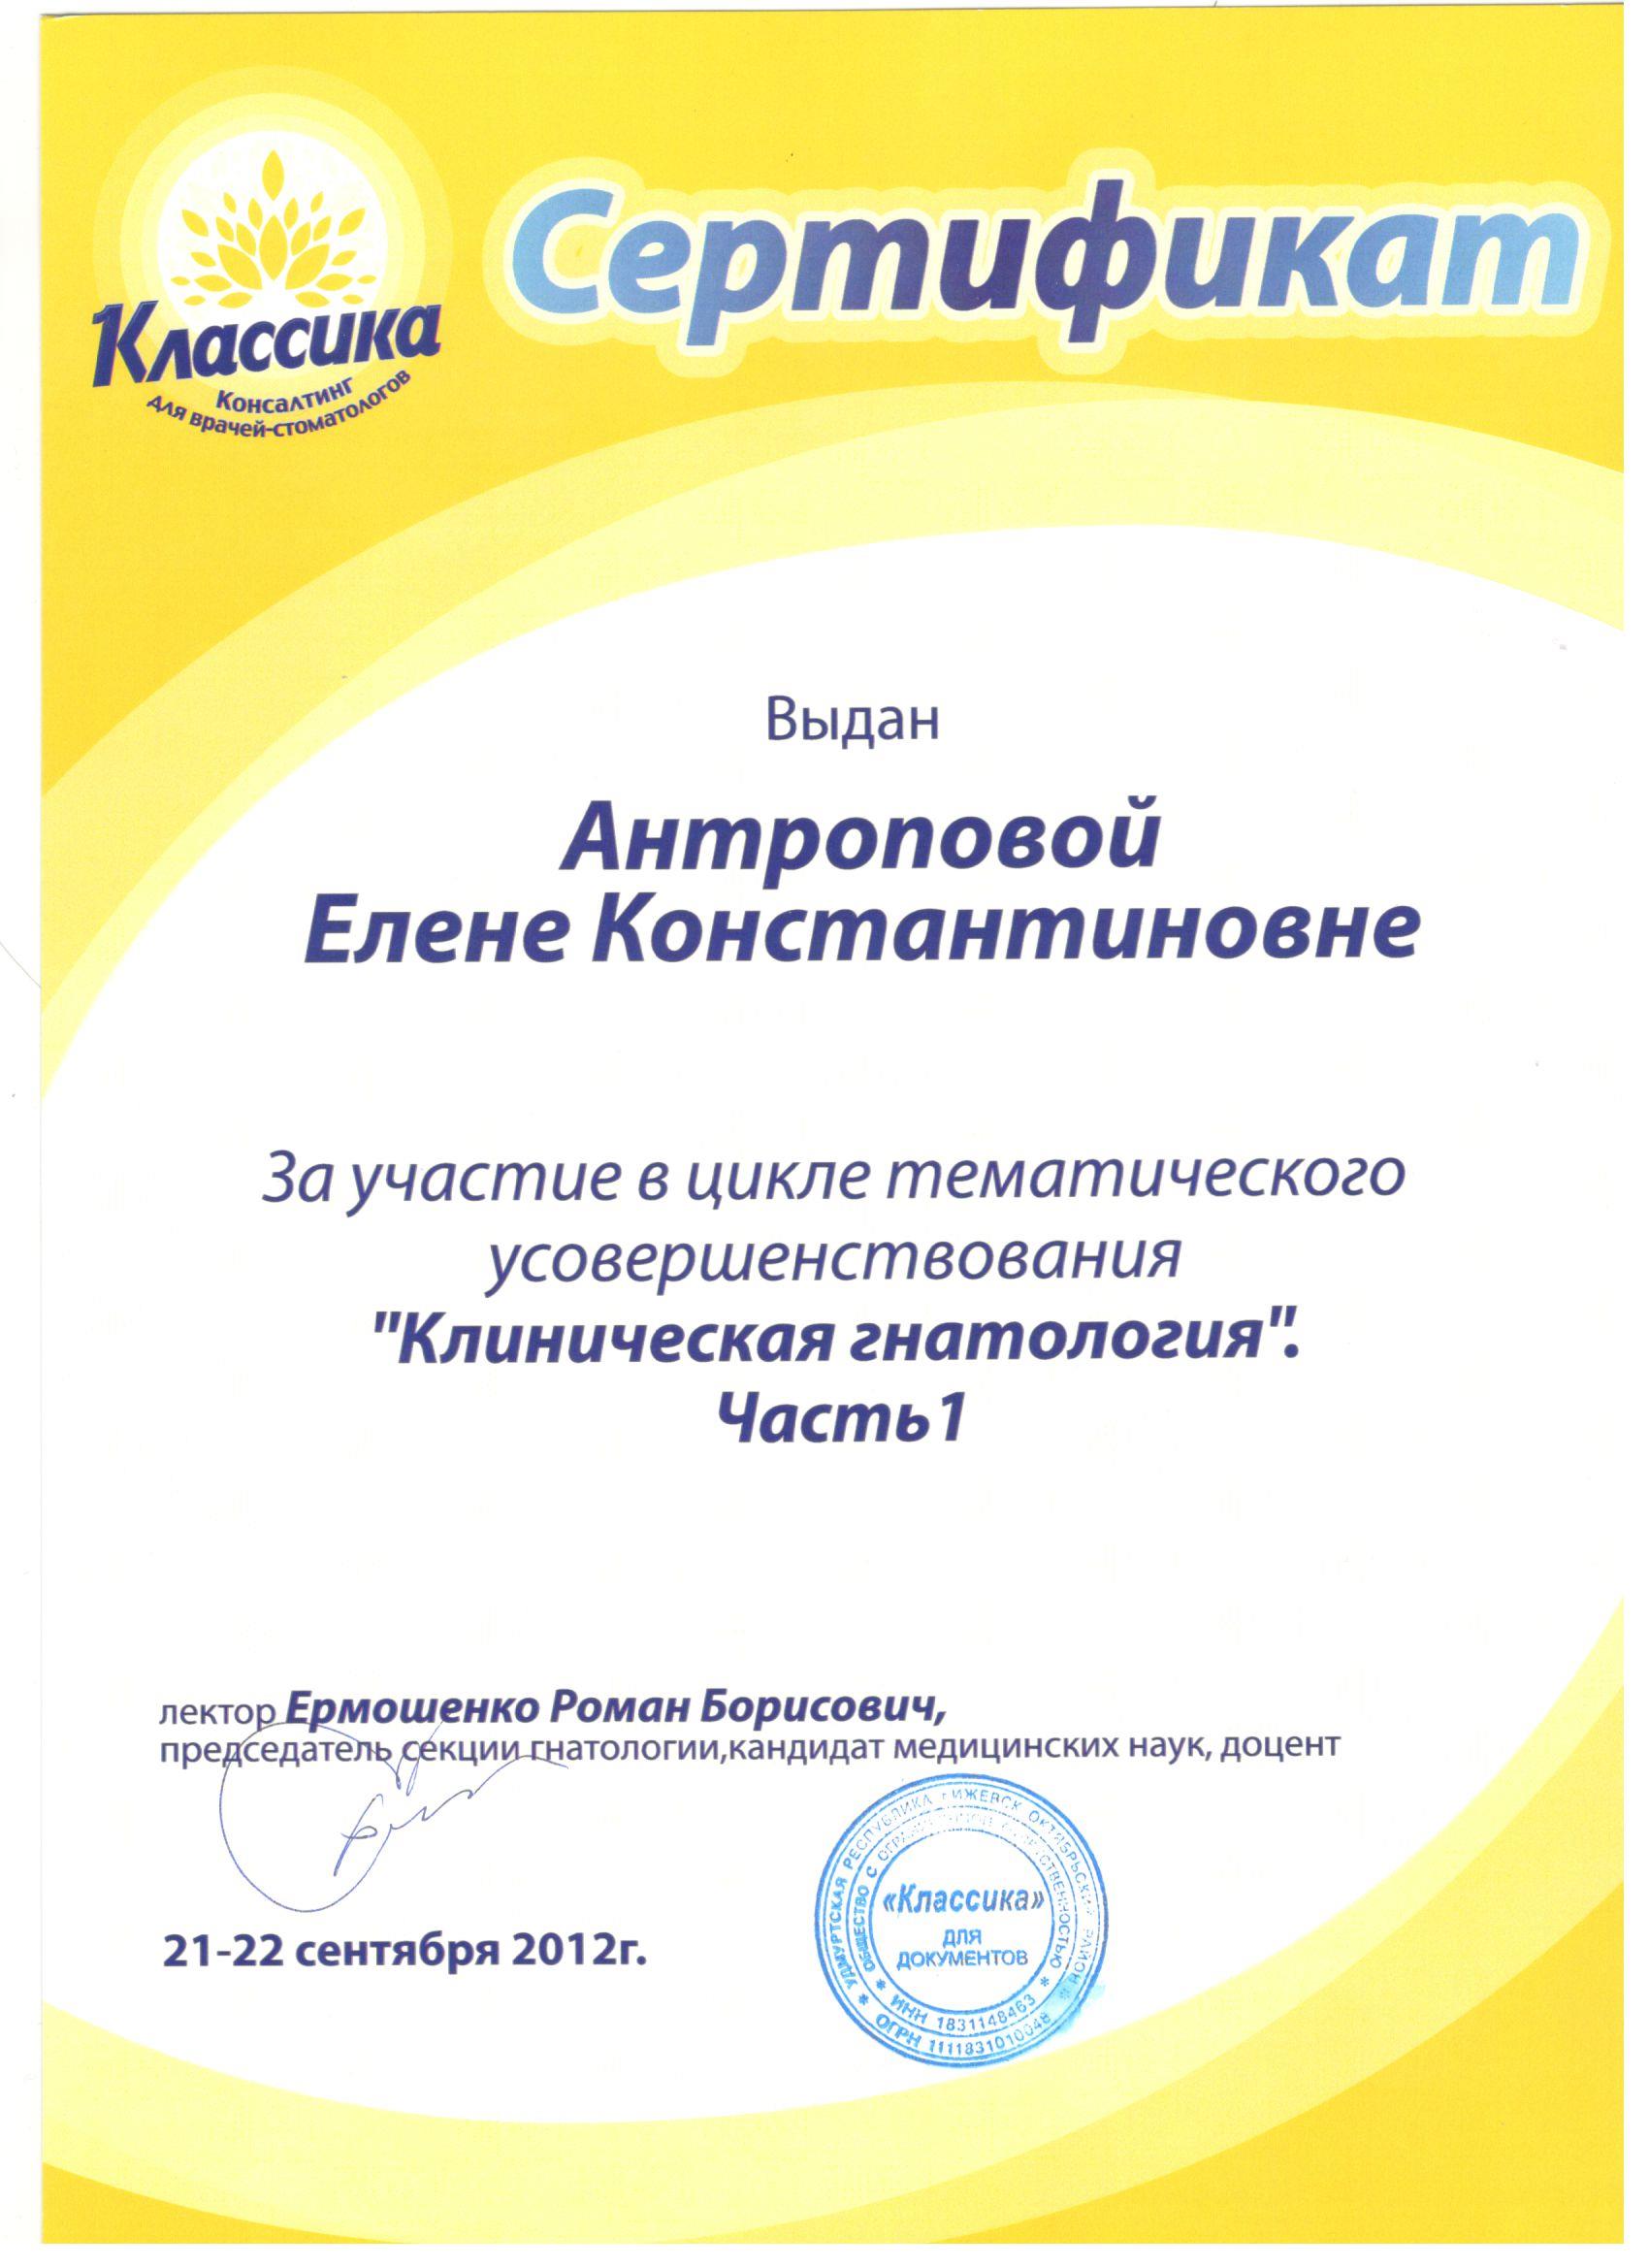 Классика
Консалтинг
для врачей-стоматологов
Сертификат
Выдан
Антроповой
Елене Константиновне
За участие в цикле тематического
усовершенствования
"Клиническая гнатология".
Часть1
лектор Ермошенко Роман Борисович,
председатель секции гнатологии,кандидат медицинских наук, доцент
21-22 сентября 2012г.
* УДМУРТСКАЯ РЕСПУБЛИКА г ИЖЕВСК ОКТЯБРЬСКИЙ РАЙОН *
ОГРН 1111831010048
* ОБЩЕСТВО С ОГРАНИЧЕННОЙ ОТВЕТСТВЕННОСТЬЮ *
ИНН 1831148463
«Классика»
ДЛЯ
ДОКУМЕНТОВ